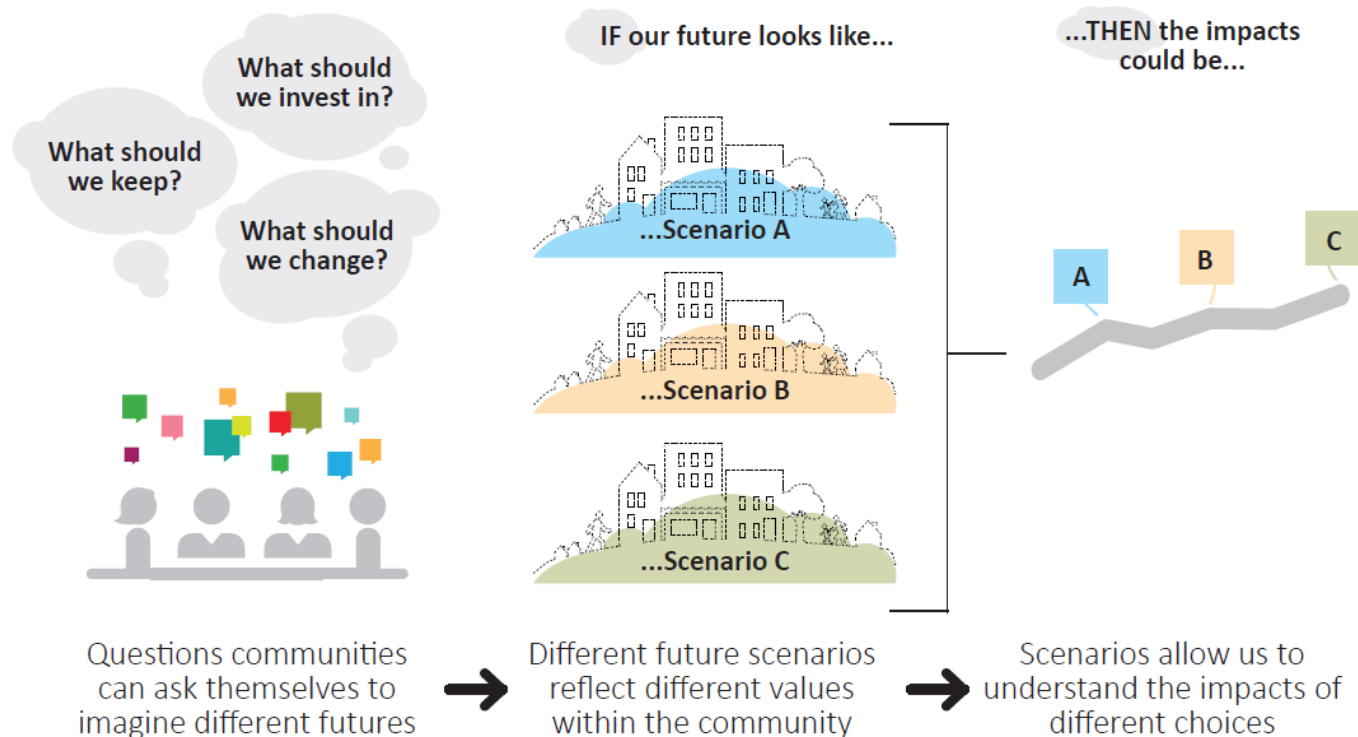 What should
we invest in?
What should
we keep?
What should
we change?
IF our future looks like...
...Scenario A
...Scenario B
...Scenario C
...THEN the impacts
could be...
A
B
C
Questions communities
can ask themselves to
imagine different futures
Different future scenarios
reflect different values
within the community
Scenarios allow us to
understand the impacts of
different choices